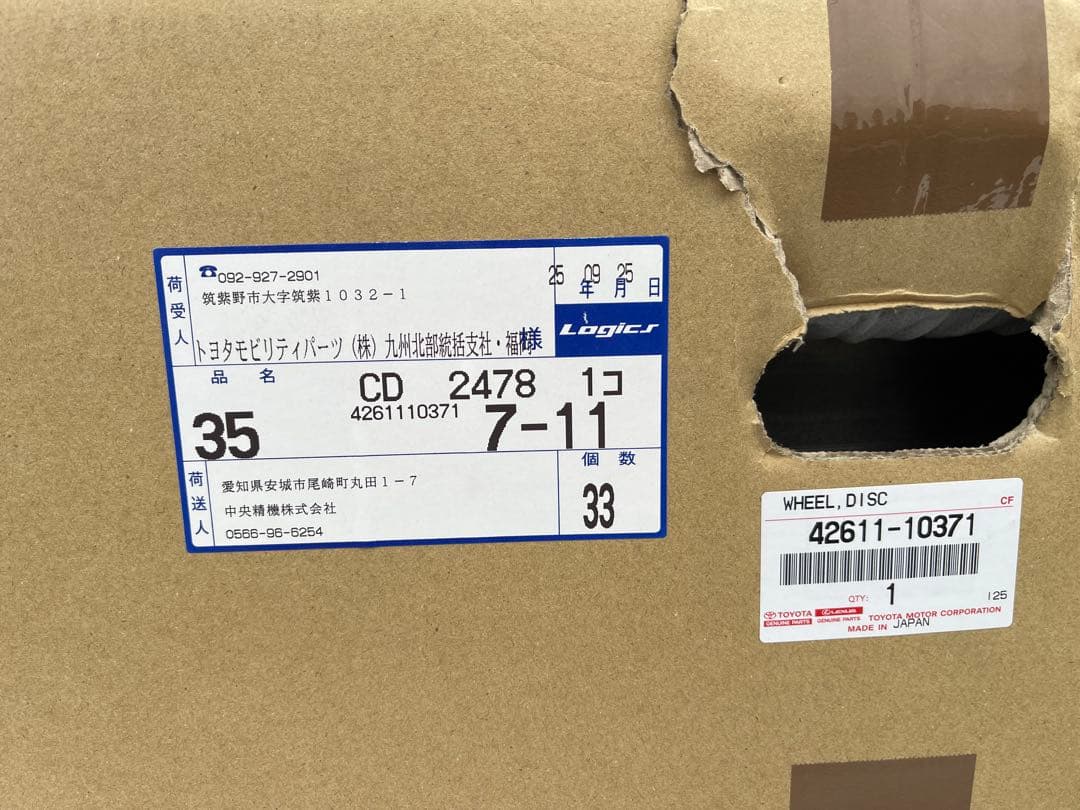 荷受人
☎092-927-2901
筑紫野市大字筑紫1032-1
トヨタモビリティパーツ(株)九州北部統括支社・福岡
様
25 09 25
年 月 日
Logics
品 名
CD 2478 1コ
4261110371
35
7-11
荷送人
愛知県安城市尾崎町丸田1-7
中央精機株式会社
0566-96-6254
個 数
33
WHEEL,DISC
CF
42611-10371
QTY: 1
125
TOYOTA
GENUINE PARTS
LEXUS
GENUINE PARTS
TOYOTA MOTOR CORPORATION
MADE IN JAPAN